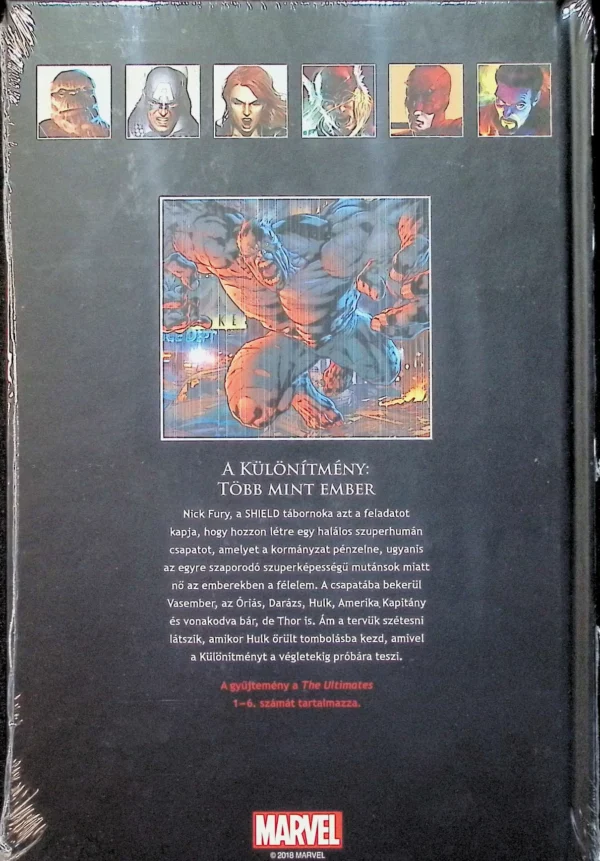 A Különítmény:
Több mint ember
Nick Fury, a SHIELD tábornoka azt a feladatot
kapja, hogy hozzon létre egy halálos szuperhumán
csapatot, amelyet a kormányzat pénzelne, ugyanis
az egyre szaporodó szuperképességű mutánsok miatt
nő az emberekben a félelem. A csapatába bekerül
Vasember, az Óriás, Darázs, Hulk, Amerika Kapitány
és vonakodva bár, de Thor is. Ám a tervük szétesni
látszik, amikor Hulk őrült tombolásba kezd, amivel
a Különítményt a végletekig próbára teszi.
A gyűjtemény a The Ultimates
1–6. számát tartalmazza.
MARVEL
© 2018 MARVEL